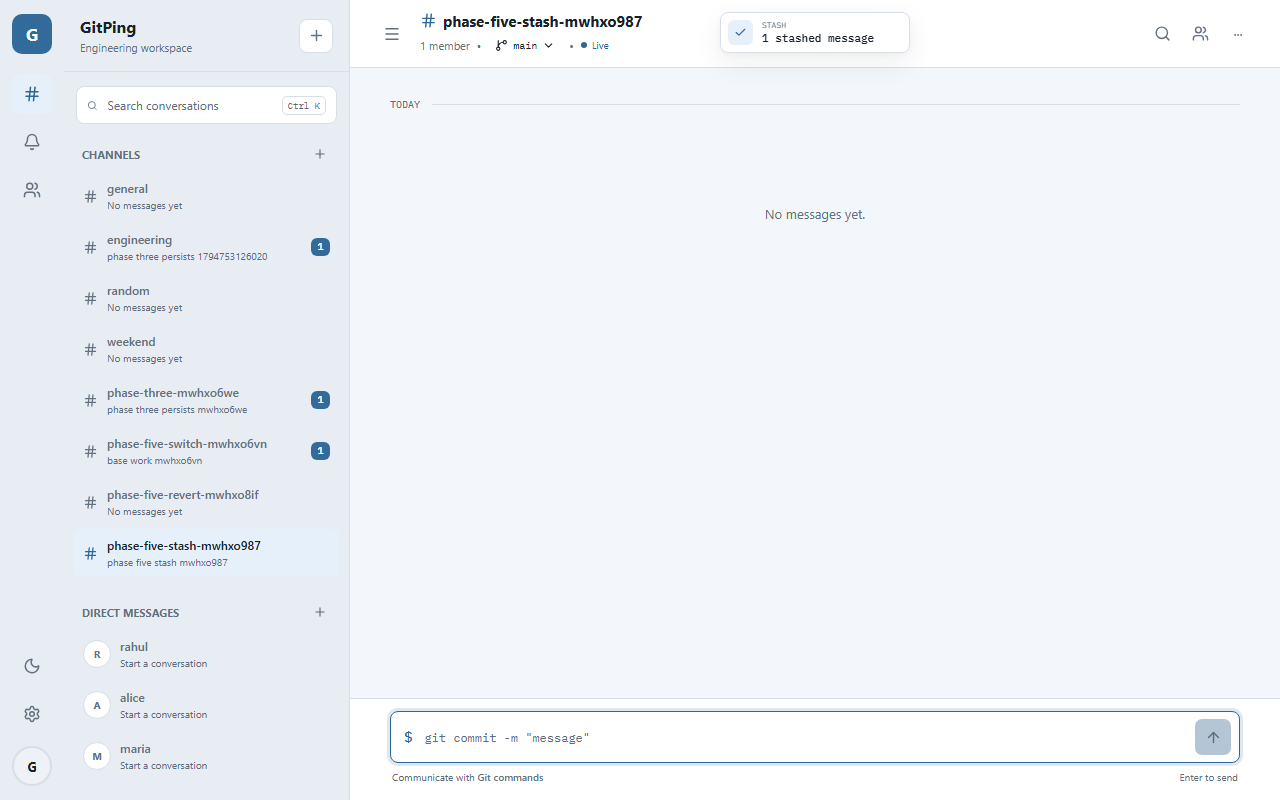 G
GitPing
Engineering workspace
Search conversations
Ctrl K
CHANNELS
general
No messages yet
engineering
phase three persists 1794753126020
1
random
No messages yet
weekend
No messages yet
phase-three-mwhxo6we
phase three persists mwhxo6we
1
phase-five-switch-mwhxo6vn
base work mwhxo6vn
1
phase-five-revert-mwhxo8if
No messages yet
phase-five-stash-mwhxo987
phase five stash mwhxo987
DIRECT MESSAGES
R
rahul
Start a conversation
A
alice
Start a conversation
M
maria
Start a conversation
G
# phase-five-stash-mwhxo987
1 member • main • Live
STASH
1 stashed message
TODAY
No messages yet.
$ git commit -m "message"
Communicate with Git commands
Enter to send